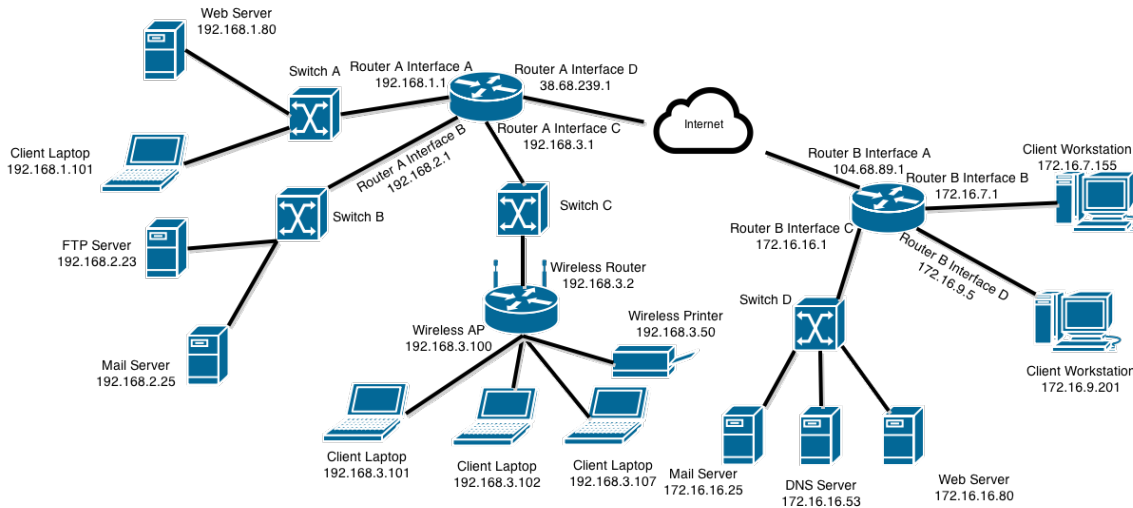 Web Server
192.168.1.80
Switch A
Router A Interface A
192.168.1.1
Router A Interface D
38.68.239.1
Internet
Client Laptop
192.168.1.101
Router A Interface B
192.168.2.1
Router A Interface C
192.168.3.1
Switch B
Switch C
FTP Server
192.168.2.23
Mail Server
192.168.2.25
Wireless Router
192.168.3.2
Wireless AP
192.168.3.100
Wireless Printer
192.168.3.50
Client Laptop
192.168.3.101
Client Laptop
192.168.3.102
Client Laptop
192.168.3.107
Router B Interface A
104.68.89.1
Router B Interface B
172.16.7.1
Client Workstation
172.16.7.155
Router B Interface C
172.16.16.1
Router B Interface D
172.16.9.5
Switch D
Client Workstation
172.16.9.201
Mail Server
172.16.16.25
DNS Server
172.16.16.53
Web Server
172.16.16.80